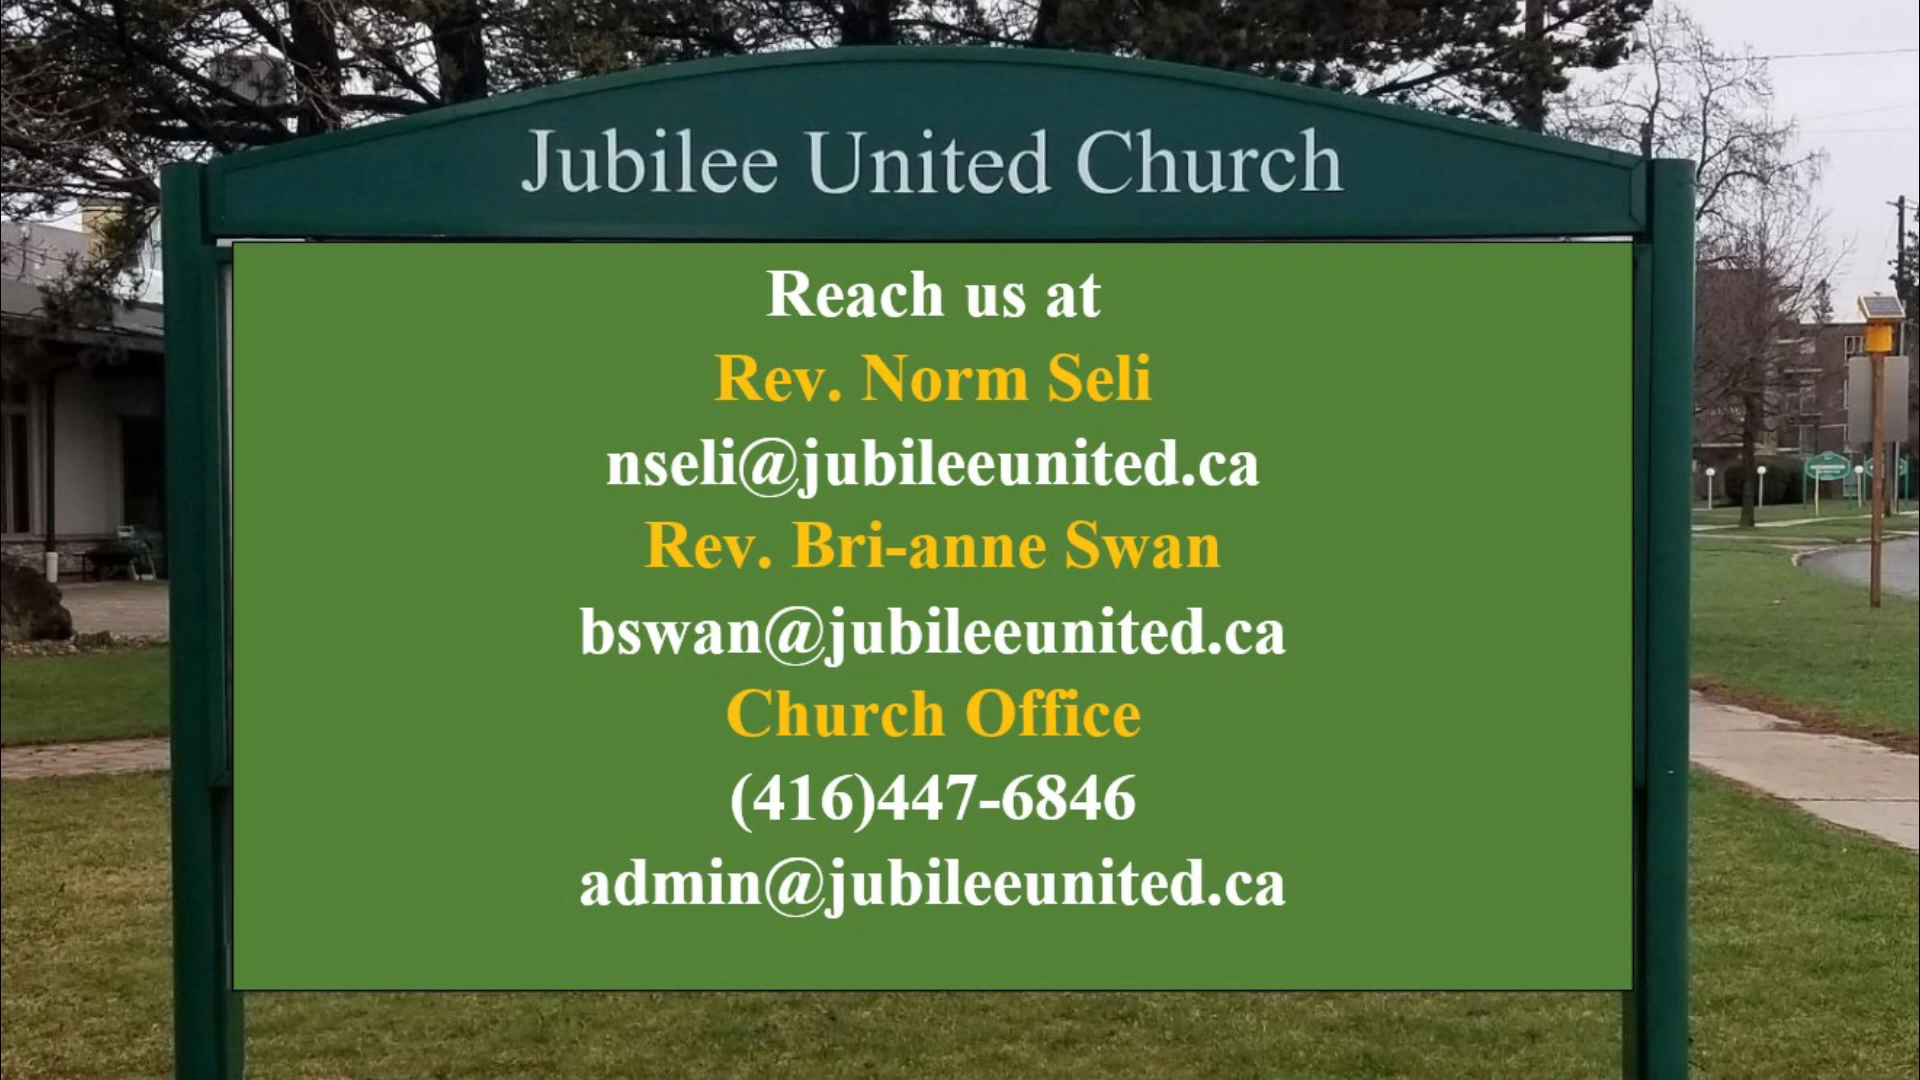 Jubilee United Church
Reach us at
Rev. Norm Seli
nseli@jubileeunited.ca
Rev. Bri-anne Swan
bswan@jubileeunited.ca
Church Office
(416)447-6846
admin@jubileeunited.ca